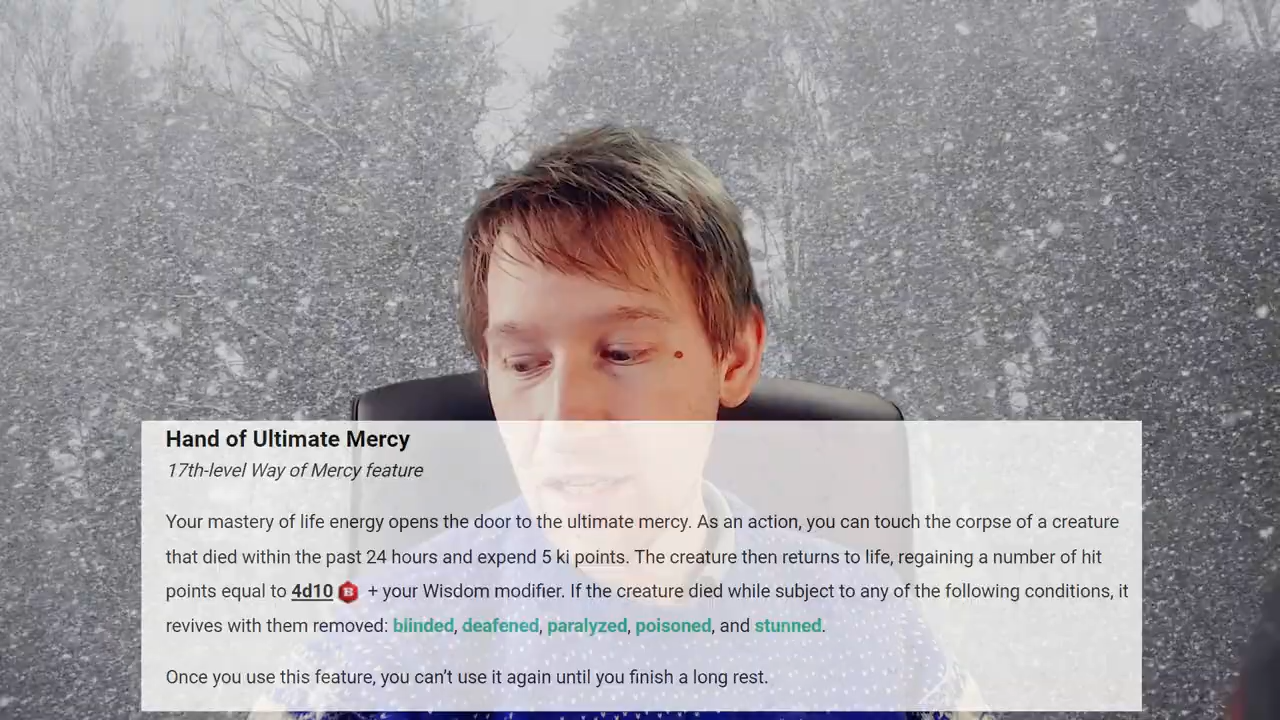 Hand of Ultimate Mercy
17th-level Way of Mercy feature
Your mastery of life energy opens the door to the ultimate mercy. As an action, you can touch the corpse of a creature
that died within the past 24 hours and expend 5 ki points. The creature then returns to life, regaining a number of hit
points equal to 4d10 B + your Wisdom modifier. If the creature died while subject to any of the following conditions, it
revives with them removed: blinded, deafened, paralyzed, poisoned, and stunned.
Once you use this feature, you can’t use it again until you finish a long rest.